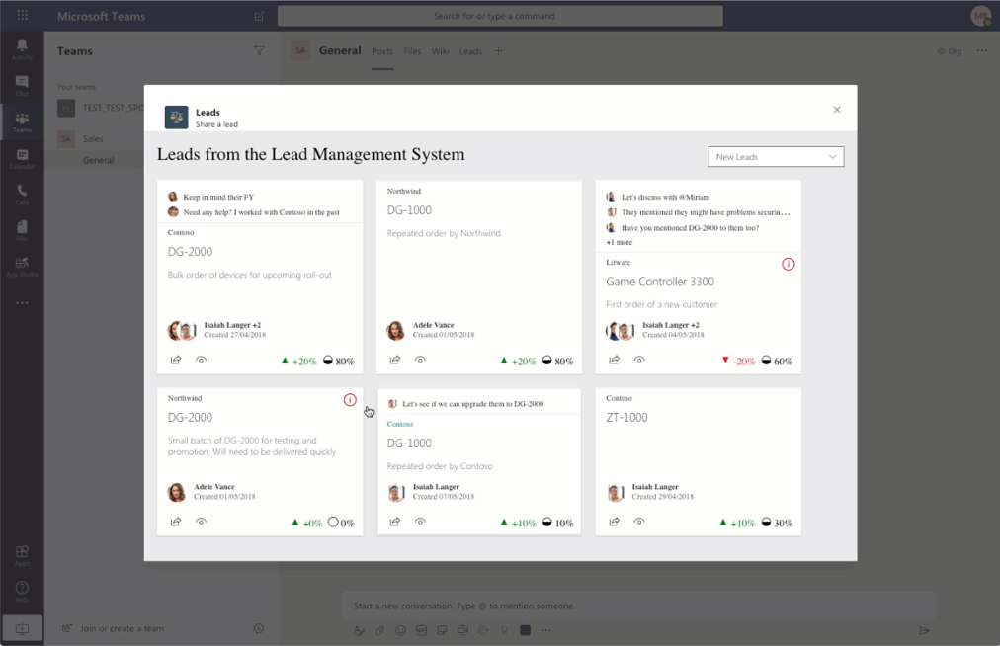 Microsoft Teams
Search for or type a command
MB
Activity
Chat
Teams
Calendar
Calls
Files
App Studio
Apps
Help
Teams
Your teams
TEST_TEST_SPD
SA
Sales
General
Join or create a team
SA
General
Posts
Files
Wiki
Leads
Org
Leads
Share a lead
Leads from the Lead Management System
New Leads
Keep in mind their FY
Need any help? I worked with Contoso in the past
Contoso
DG-2000
Bulk order of devices for upcoming roll-out
Isaiah Langer +2
Created 27/04/2018
+20%
80%
Northwind
DG-1000
Repeated order by Northwind
Adele Vance
Created 01/05/2018
+20%
80%
Let's discuss with @Miriam
They mentioned they might have problems securin...
Have you mentioned DG-2000 to them too?
+1 more
Litware
Game Controller 3300
First order of a new customer
Isaiah Langer +2
Created 04/05/2018
-20%
60%
Northwind
DG-2000
Small batch of DG-2000 for testing and
promotion. Will need to be delivered quickly
Adele Vance
Created 01/05/2018
+0%
0%
Let's see if we can upgrade them to DG-2000
Contoso
DG-1000
Repeated order by Contoso
Isaiah Langer
Created 07/05/2018
+10%
10%
Contoso
ZT-1000
Isaiah Langer
Created 29/04/2018
+10%
30%
Start a new conversation. Type @ to mention someone.